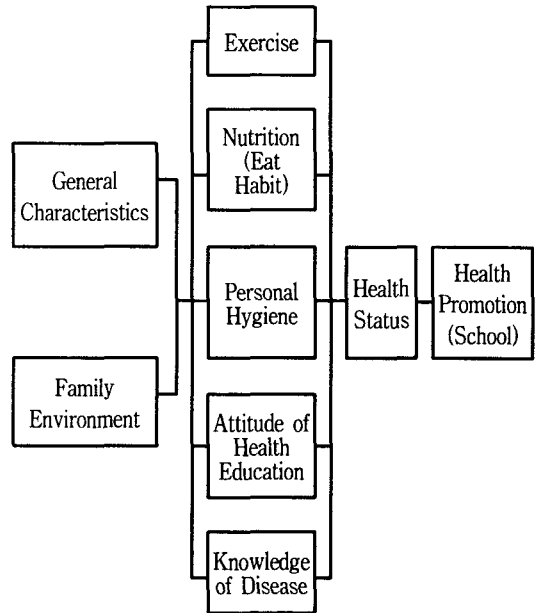 Exercise
Nutrition
(Eat
Habit)
General
Characteristics
Personal
Hygiene
Health
Status
Health
Promotion
(School)
Family
Environment
Attitude of
Health
Education
Knowledge
of Disease